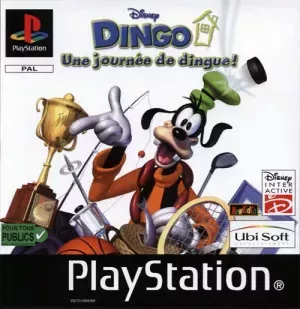 Disney
PlayStation
DINGO
Une journée de dingue!
PAL
POUR TOUS
PUBLICS
Disney
INTER
ACTIVE
Ubi Soft
PlayStation®